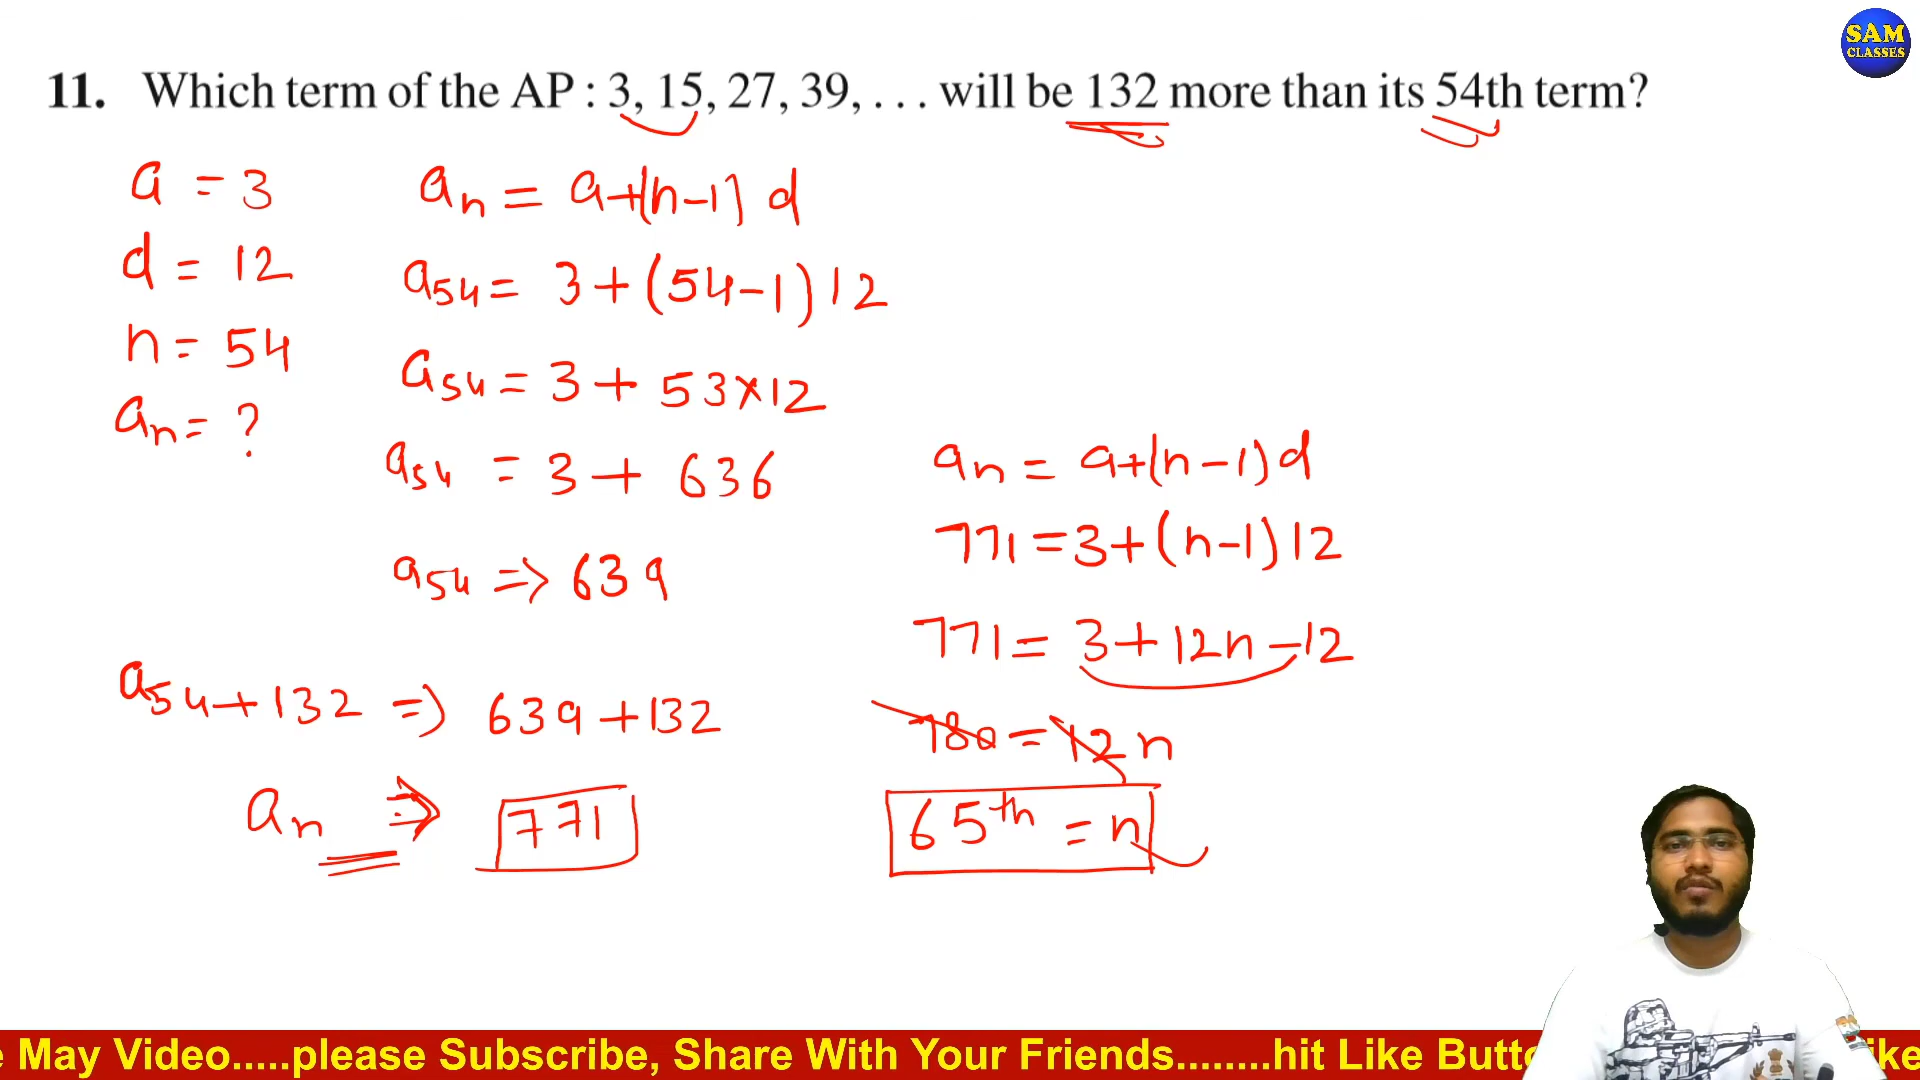 SAM
CLASSES
11. Which term of the AP : 3, 15, 27, 39, . . . will be 132 more than its 54th term?
a = 3
d = 12
n = 54
an = ?
an = a+(n-1) d
a54 = 3 + (54-1) 12
a54 = 3 + 53×12
a54 = 3 + 636
a54 => 639
a54+132 => 639+132
an => 771
an = a+(n-1) d
771 = 3+(n-1) 12
771 = 3+12n-12
780 = 12n
65th = n
e May Video.....please Subscribe, Share With Your Friends........hit Like Butto
ike